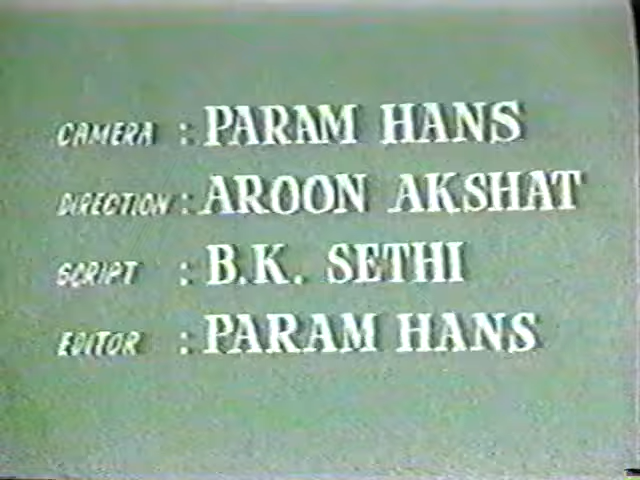 CAMERA : PARAM HANS
DIRECTION : AROON AKSHAT
SCRIPT : B.K. SETHI
EDITOR : PARAM HANS